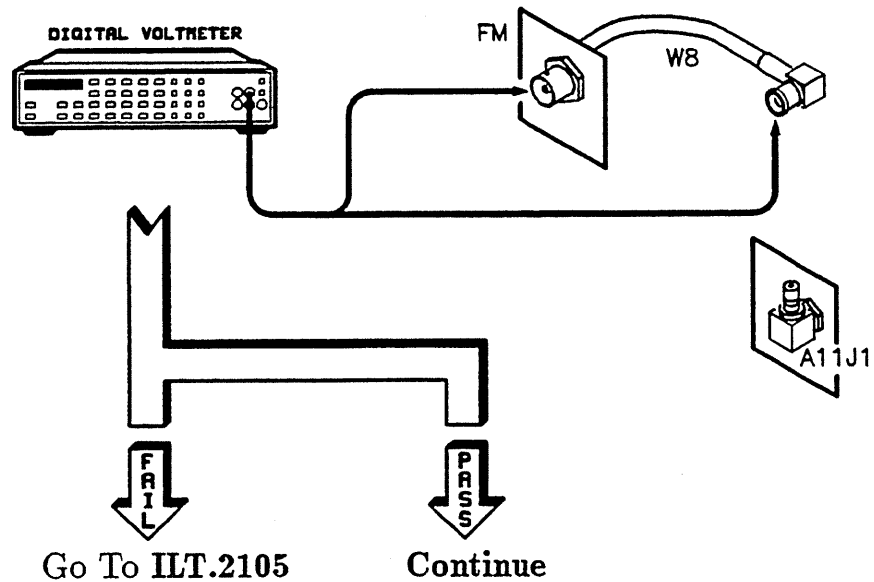 DIGITAL VOLTMETER
FM
W8
A11J1
FAIL
PASS
Go To ILT.2105
Continue